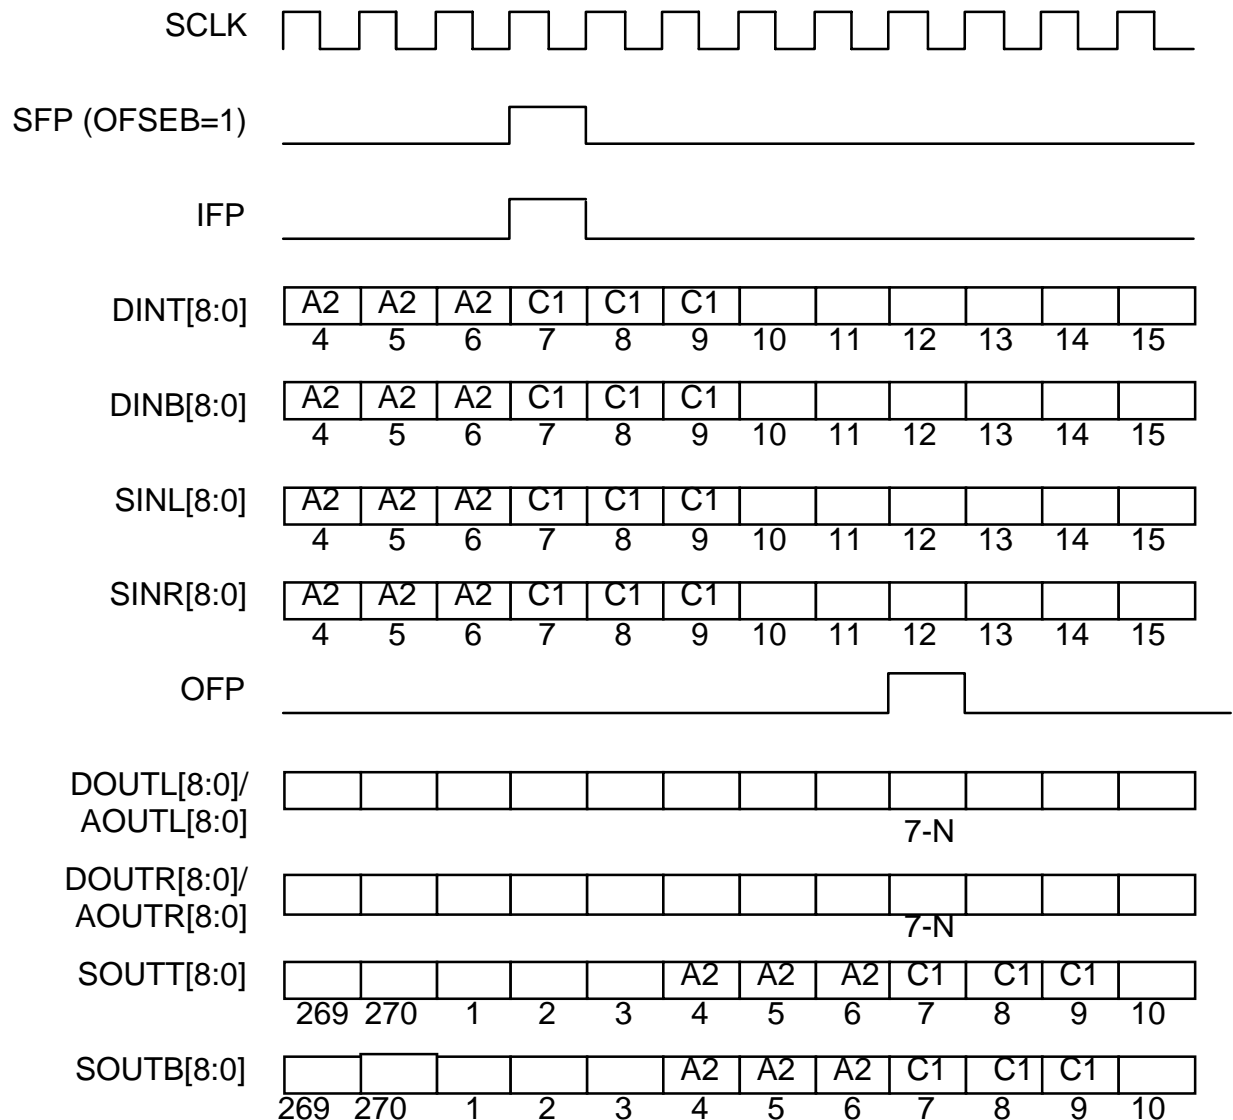 SCLK
SFP (OFSEB=1)
IFP
DINT[8:0] A2 A2 A2 C1 C1 C1
4 5 6 7 8 9 10 11 12 13 14 15
DINB[8:0] A2 A2 A2 C1 C1 C1
4 5 6 7 8 9 10 11 12 13 14 15
SINL[8:0] A2 A2 A2 C1 C1 C1
4 5 6 7 8 9 10 11 12 13 14 15
SINR[8:0] A2 A2 A2 C1 C1 C1
4 5 6 7 8 9 10 11 12 13 14 15
OFP
DOUTL[8:0]/
AOUTL[8:0] 7-N
DOUTR[8:0]/
AOUTR[8:0] 7-N
SOUTT[8:0] A2 A2 A2 C1 C1 C1
269 270 1 2 3 4 5 6 7 8 9 10
SOUTB[8:0] A2 A2 A2 C1 C1 C1
269 270 1 2 3 4 5 6 7 8 9 10